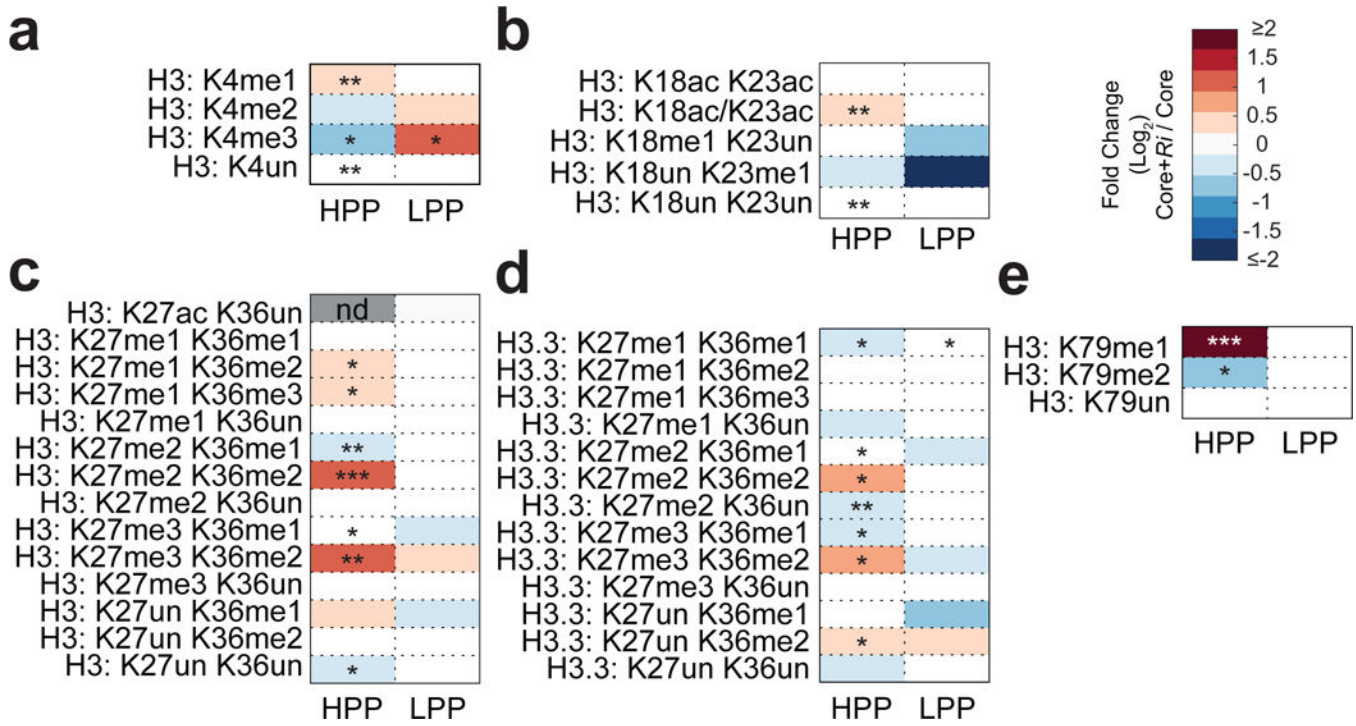 a
H3: K4me1 **
H3: K4me2
H3: K4me3 * *
H3: K4un **
HPP LPP
b
H3: K18ac K23ac
H3: K18ac/K23ac **
H3: K18me1 K23un
H3: K18un K23me1
H3: K18un K23un **
HPP LPP
Fold Change
(Log2)
Core+Ri / Core
≥2
1.5
1
0.5
0
-0.5
-1
-1.5
≤-2
c
H3: K27ac K36un nd
H3: K27me1 K36me1
H3: K27me1 K36me2 *
H3: K27me1 K36me3 *
H3: K27me1 K36un
H3: K27me2 K36me1 **
H3: K27me2 K36me2 ***
H3: K27me2 K36un
H3: K27me3 K36me1 *
H3: K27me3 K36me2 **
H3: K27me3 K36un
H3: K27un K36me1
H3: K27un K36me2
H3: K27un K36un *
HPP LPP
d
H3.3: K27me1 K36me1 * *
H3.3: K27me1 K36me2
H3.3: K27me1 K36me3
H3.3: K27me1 K36un
H3.3: K27me2 K36me1 *
H3.3: K27me2 K36me2 *
H3.3: K27me2 K36un **
H3.3: K27me3 K36me1 *
H3.3: K27me3 K36me2 *
H3.3: K27me3 K36un
H3.3: K27un K36me1
H3.3: K27un K36me2 *
H3.3: K27un K36un
HPP LPP
e
H3: K79me1 ***
H3: K79me2 *
H3: K79un
HPP LPP